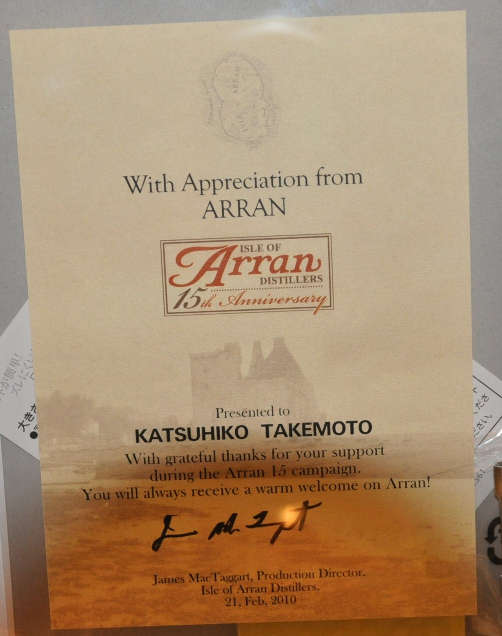 With Appreciation from
ARRAN
ISLE OF
Arran
DISTILLERS
15th Anniversary
Presented to
KATSUHIKO TAKEMOTO
With grateful thanks for your support
during the Arran 15 campaign.
You will always receive a warm welcome on Arran!
James MacTaggart, Production Director.
Isle of Arran Distillers.
21, Feb, 2010